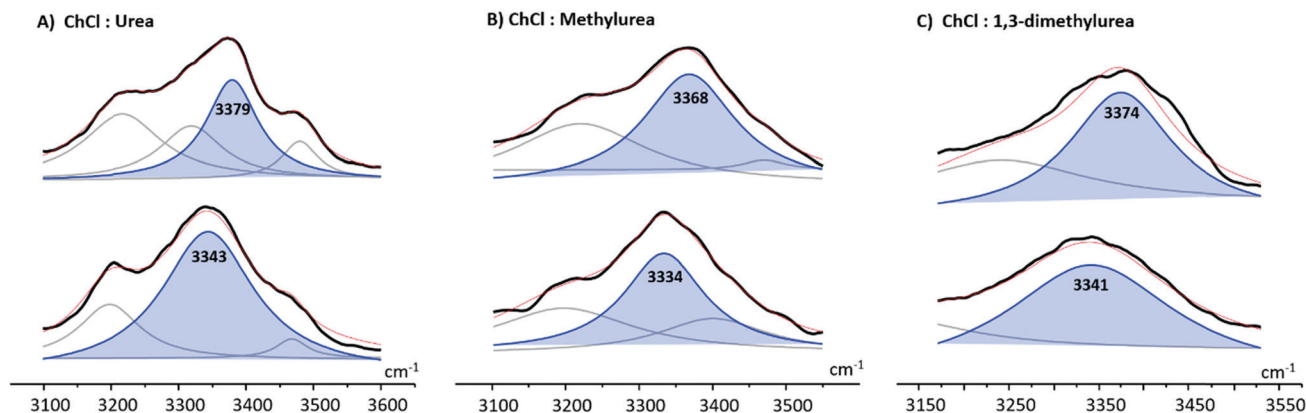 A) ChCl : Urea
B) ChCl : Methylurea
C) ChCl : 1,3-dimethylurea
3379
3368
3374
3343
3334
3341
cm-1
cm-1
cm-1
3100 3200 3300 3400 3500 3600
3100 3200 3300 3400 3500
3150 3250 3350 3450 3550